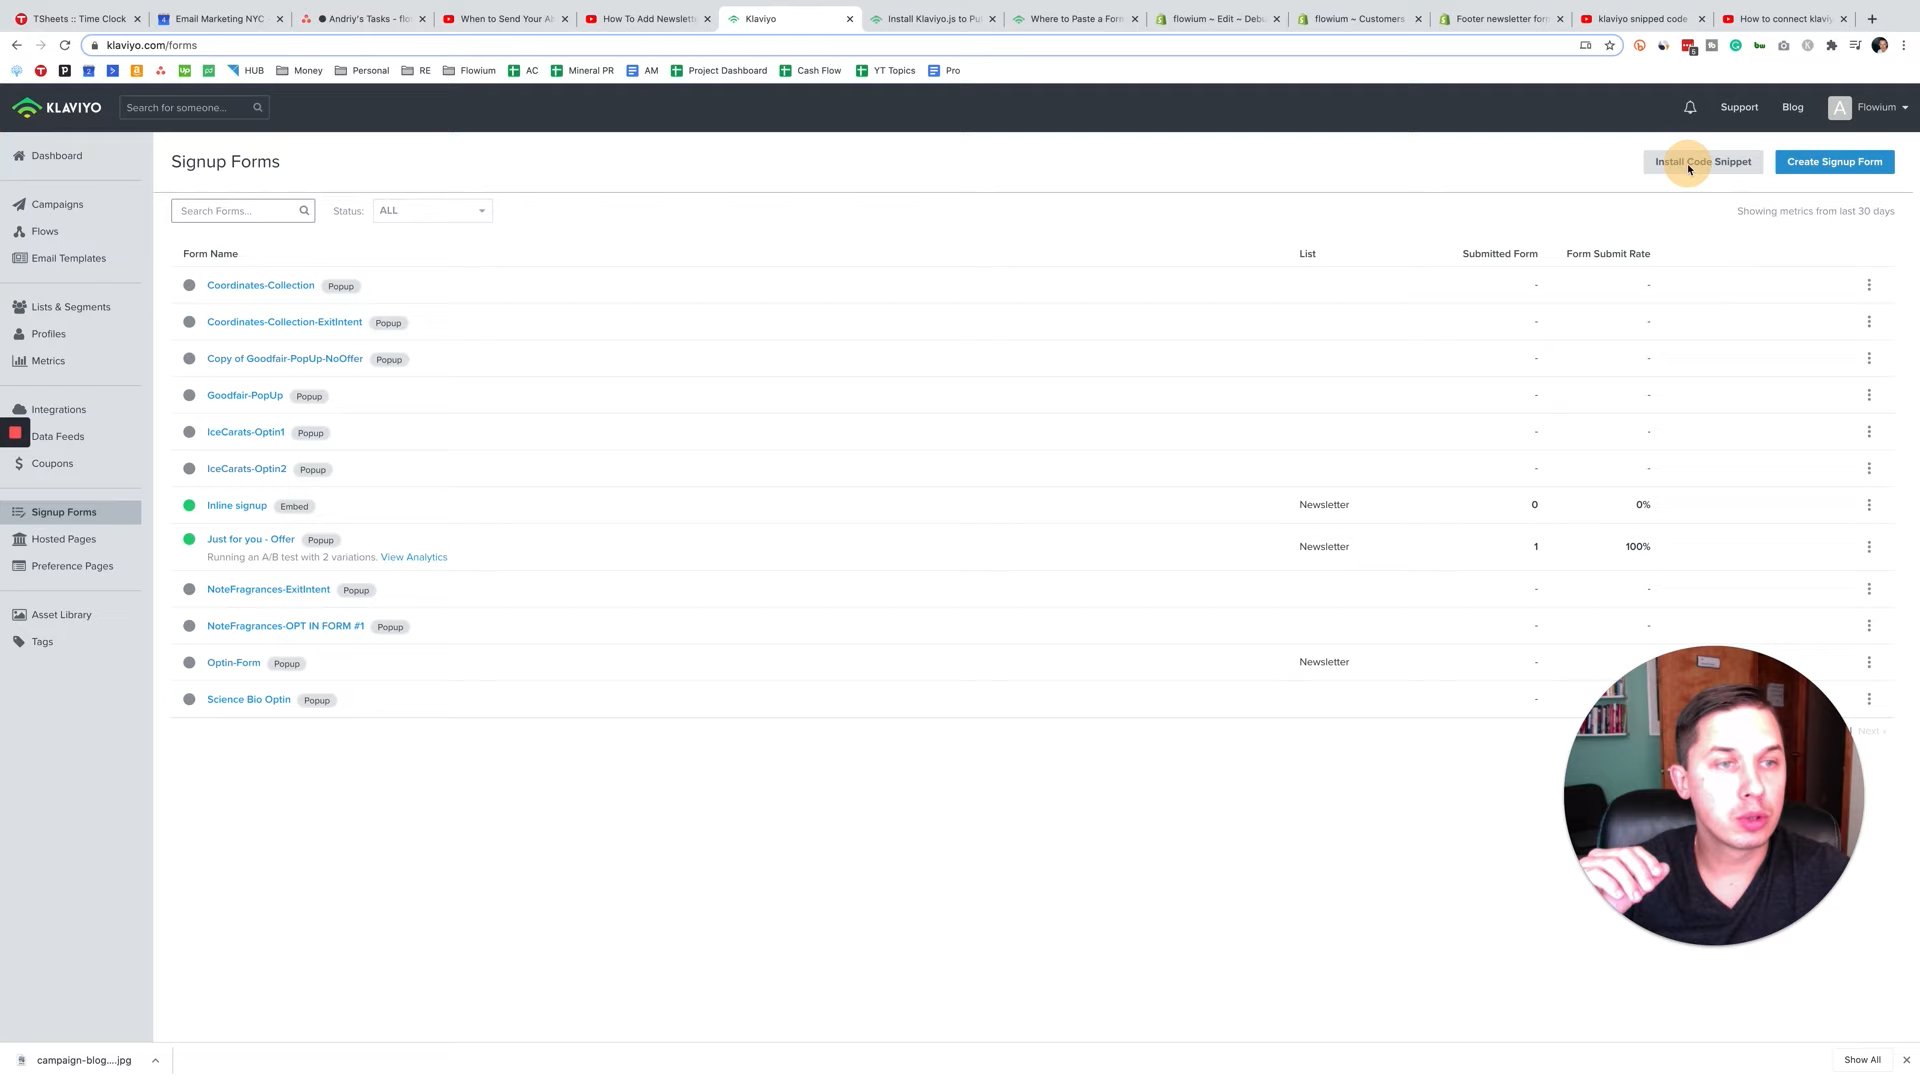 TSheets :: Time Clock
Email Marketing NYC
Andriy's Tasks - flo
When to Send Your Ab
How To Add Newslette
Klaviyo
Install Klaviyo.js to Pu
Where to Paste a Form
flowium ~ Edit ~ Debu
flowium ~ Customers
Footer newsletter form
klaviyo snipped code
How to connect klaviy
klaviyo.com/forms
HUB
Money
Personal
RE
Flowium
AC
Mineral PR
AM
Project Dashboard
Cash Flow
YT Topics
Pro
KLAVIYO
Search for someone...
Support
Blog
A
Flowium
Dashboard
Campaigns
Flows
Email Templates
Lists & Segments
Profiles
Metrics
Integrations
Data Feeds
Coupons
Signup Forms
Hosted Pages
Preference Pages
Asset Library
Tags
Signup Forms
Install Code Snippet
Create Signup Form
Search Forms...
Status:
ALL
Showing metrics from last 30 days
Form Name List Submitted Form Form Submit Rate
Coordinates-Collection Popup - -
Coordinates-Collection-ExitIntent Popup - -
Copy of Goodfair-PopUp-NoOffer Popup - -
Goodfair-PopUp Popup - -
IceCarats-Optin1 Popup - -
IceCarats-Optin2 Popup - -
Inline signup Embed Newsletter 0 0%
Just for you - Offer Popup Newsletter 1 100%
Running an A/B test with 2 variations. View Analytics
NoteFragrances-ExitIntent Popup - -
NoteFragrances-OPT IN FORM #1 Popup - -
Optin-Form Popup Newsletter -
Science Bio Optin Popup -
Next ›
campaign-blog....jpg
Show All